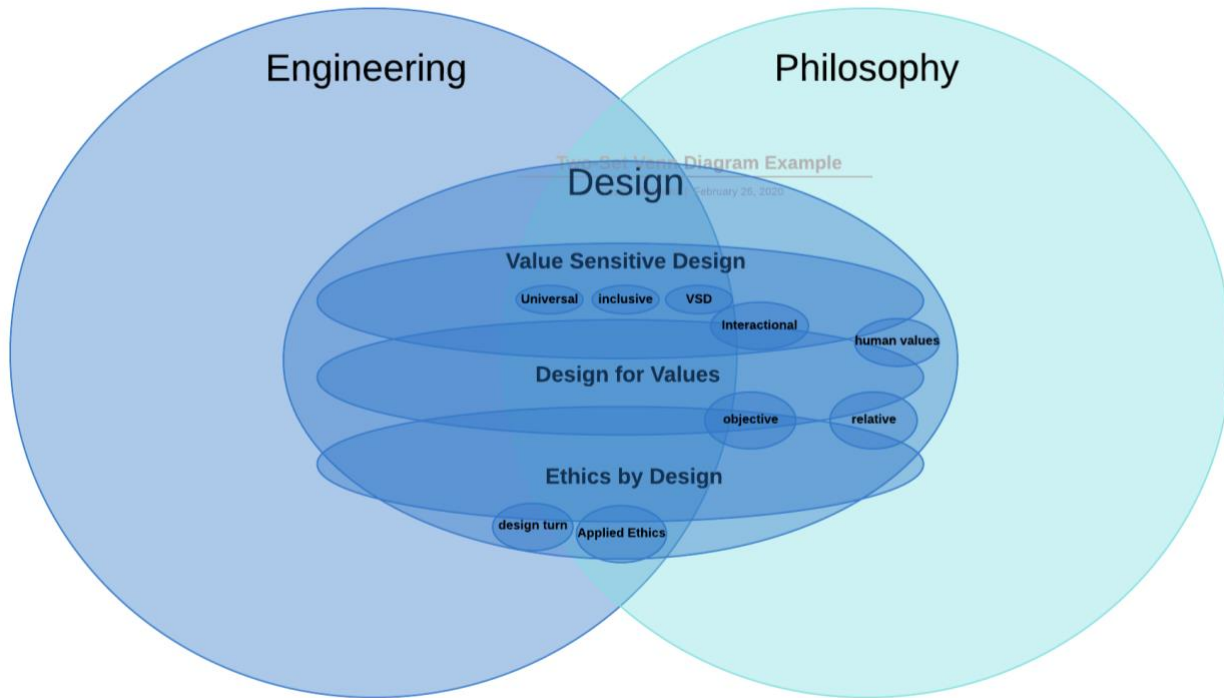 Engineering
Philosophy
Two-Set Venn Diagram Example
Design
February 26, 2020
Value Sensitive Design
Universal
inclusive
VSD
Interactional
human values
Design for Values
objective
relative
Ethics by Design
design turn
Applied Ethics